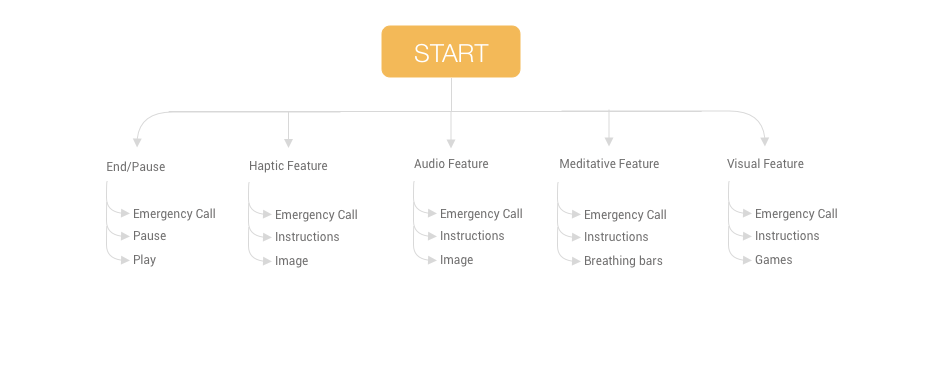 START
End/Pause
Emergency Call
Pause
Play
Haptic Feature
Emergency Call
Instructions
Image
Audio Feature
Emergency Call
Instructions
Image
Meditative Feature
Emergency Call
Instructions
Breathing bars
Visual Feature
Emergency Call
Instructions
Games